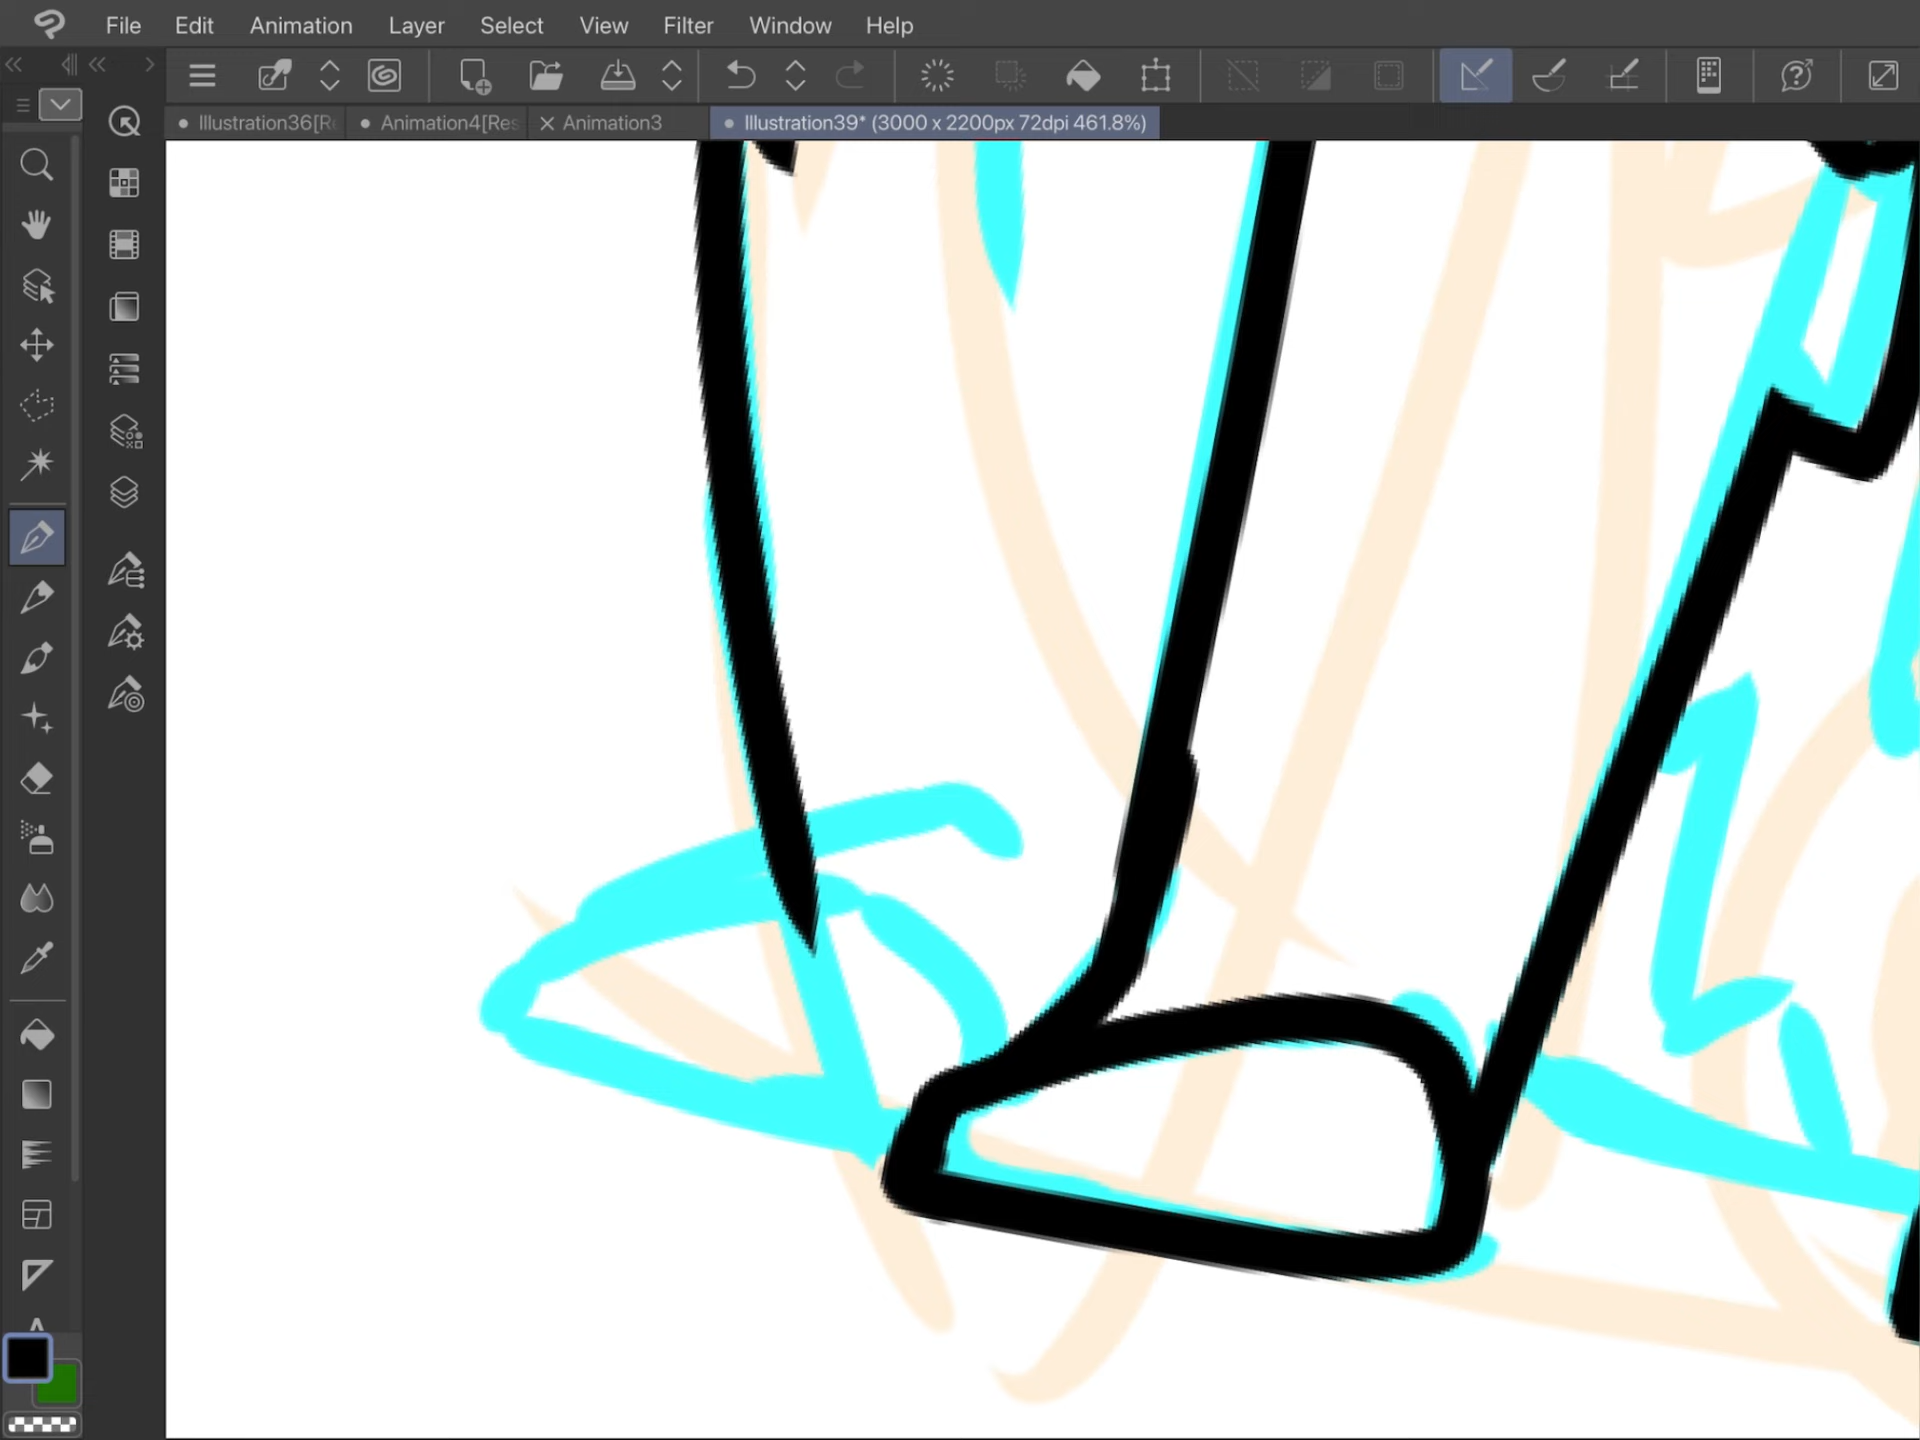 File Edit Animation Layer Select View Filter Window Help
Illustration36[R Animation4[Res Animation3 Illustration39* (3000 x 2200px 72dpi 461.8%)